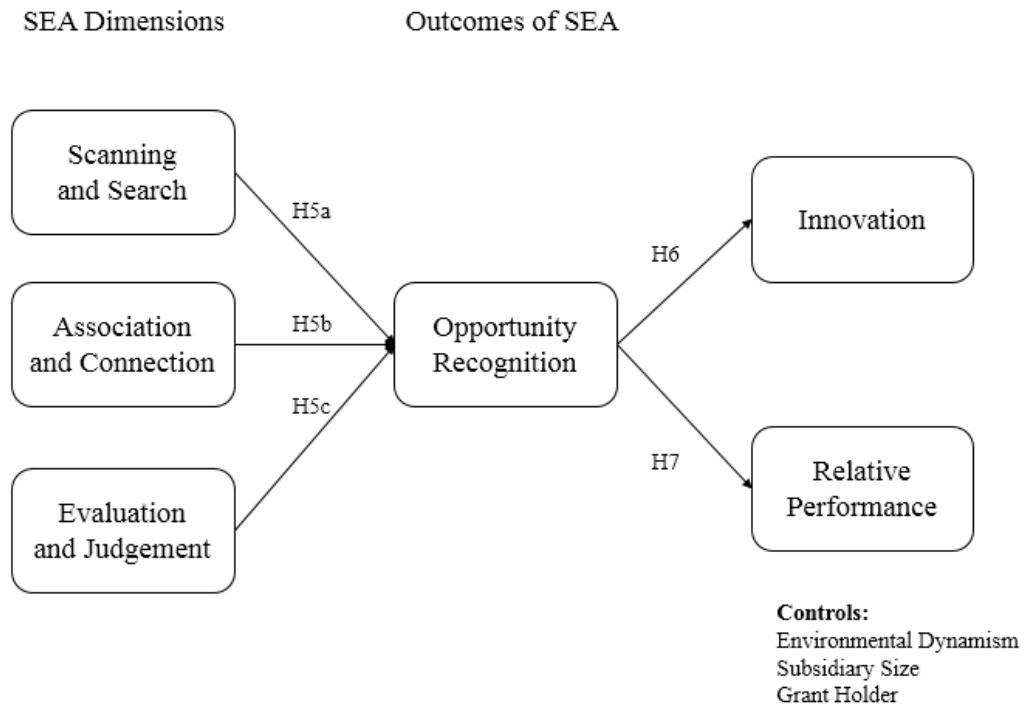 SEA Dimensions
Outcomes of SEA
Scanning
and Search
H5a
Association
and Connection
H5b
Evaluation
and Judgement
H5c
Opportunity
Recognition
H6
Innovation
H7
Relative
Performance
Controls:
Environmental Dynamism
Subsidiary Size
Grant Holder